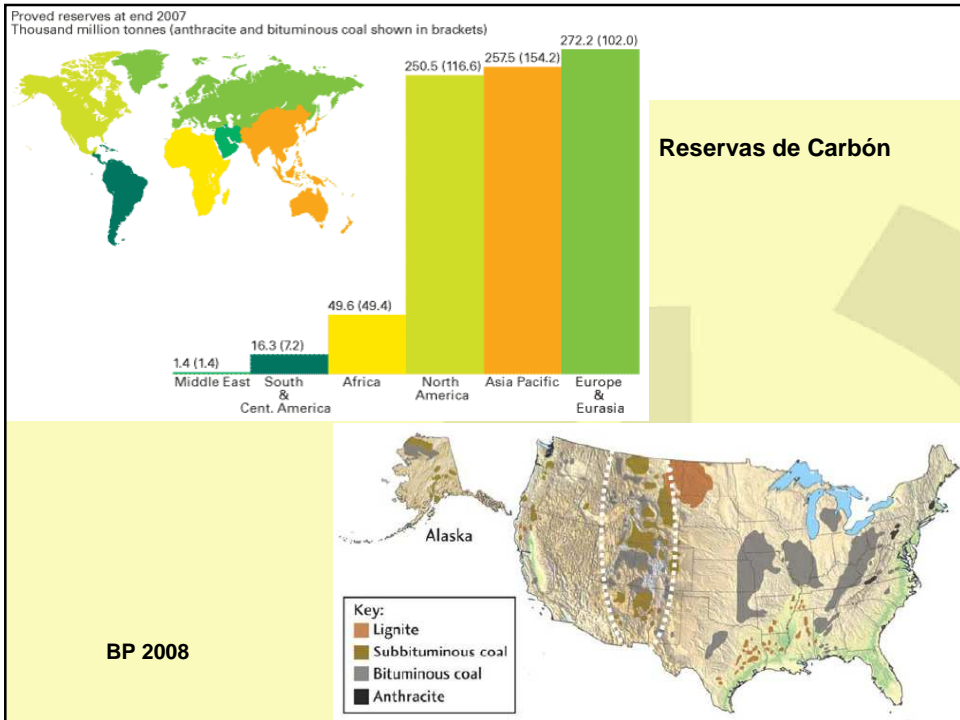 Proved reserves at end 2007
Thousand million tonnes (anthracite and bituminous coal shown in brackets)
272.2 (102.0)
250.5 (116.6)
257.5 (154.2)
49.6 (49.4)
16.3 (7.2)
1.4 (1.4)
Middle East
South
&
Cent. America
Africa
North
America
Asia Pacific
Europe
&
Eurasia
Reservas de Carbón
Alaska
Key:
Lignite
Subbituminous coal
Bituminous coal
Anthracite
BP 2008